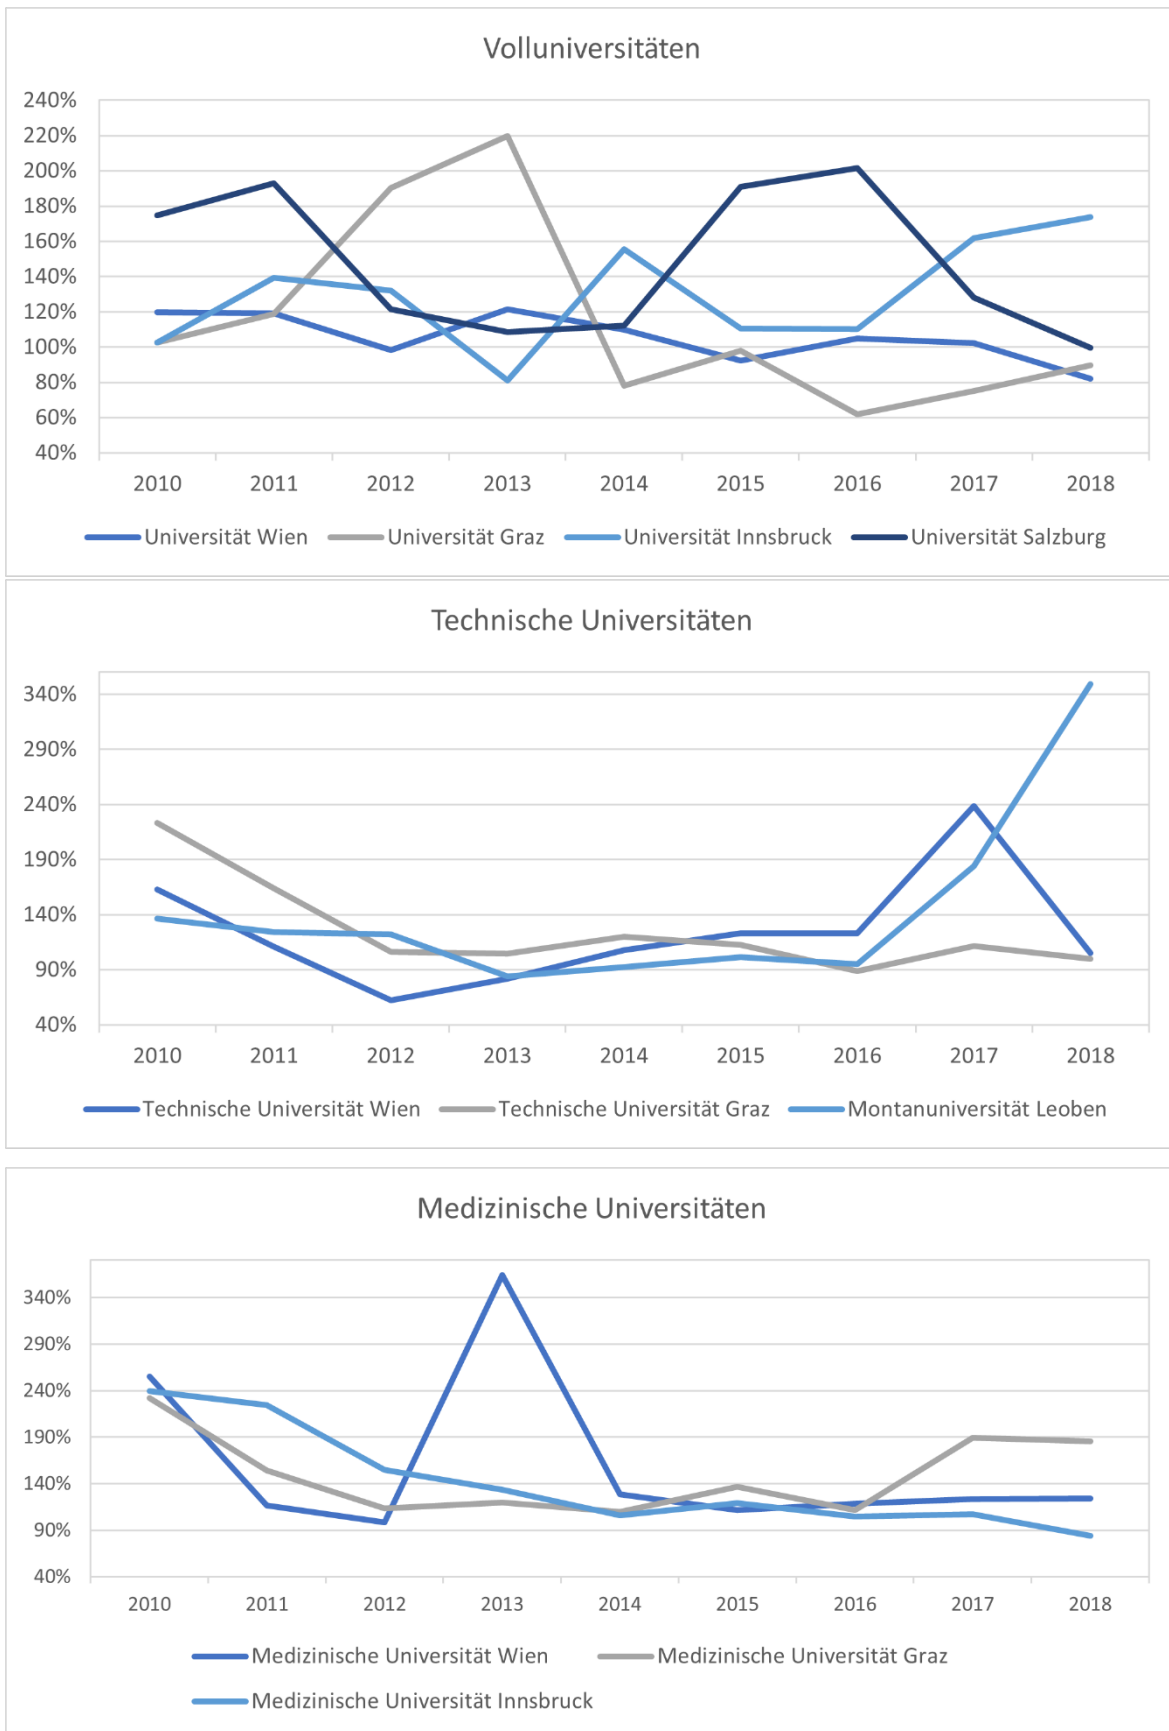 Volluniversitäten
240%
220%
200%
180%
160%
140%
120%
100%
80%
60%
40%
2010 2011 2012 2013 2014 2015 2016 2017 2018
Universität Wien Universität Graz Universität Innsbruck Universität Salzburg
Technische Universitäten
340%
290%
240%
190%
140%
90%
40%
2010 2011 2012 2013 2014 2015 2016 2017 2018
Technische Universität Wien Technische Universität Graz Montanuniversität Leoben
Medizinische Universitäten
340%
290%
240%
190%
140%
90%
40%
2010 2011 2012 2013 2014 2015 2016 2017 2018
Medizinische Universität Wien Medizinische Universität Graz
Medizinische Universität Innsbruck